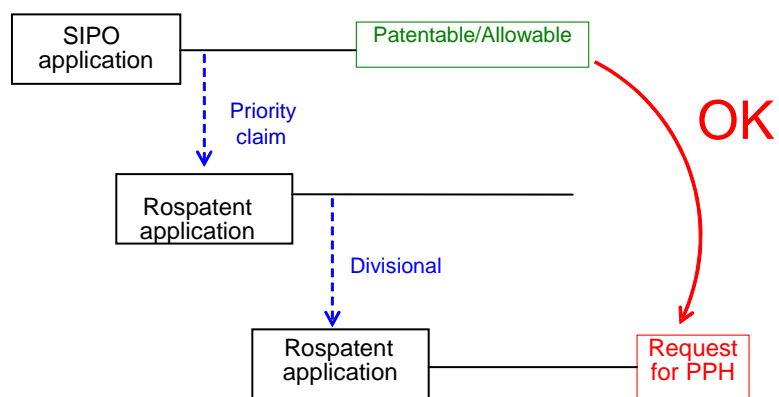 SIPO
application
Patentable/Allowable
OK
Priority
claim
Rospatent
application
Divisional
Rospatent
application
Request
for PPH